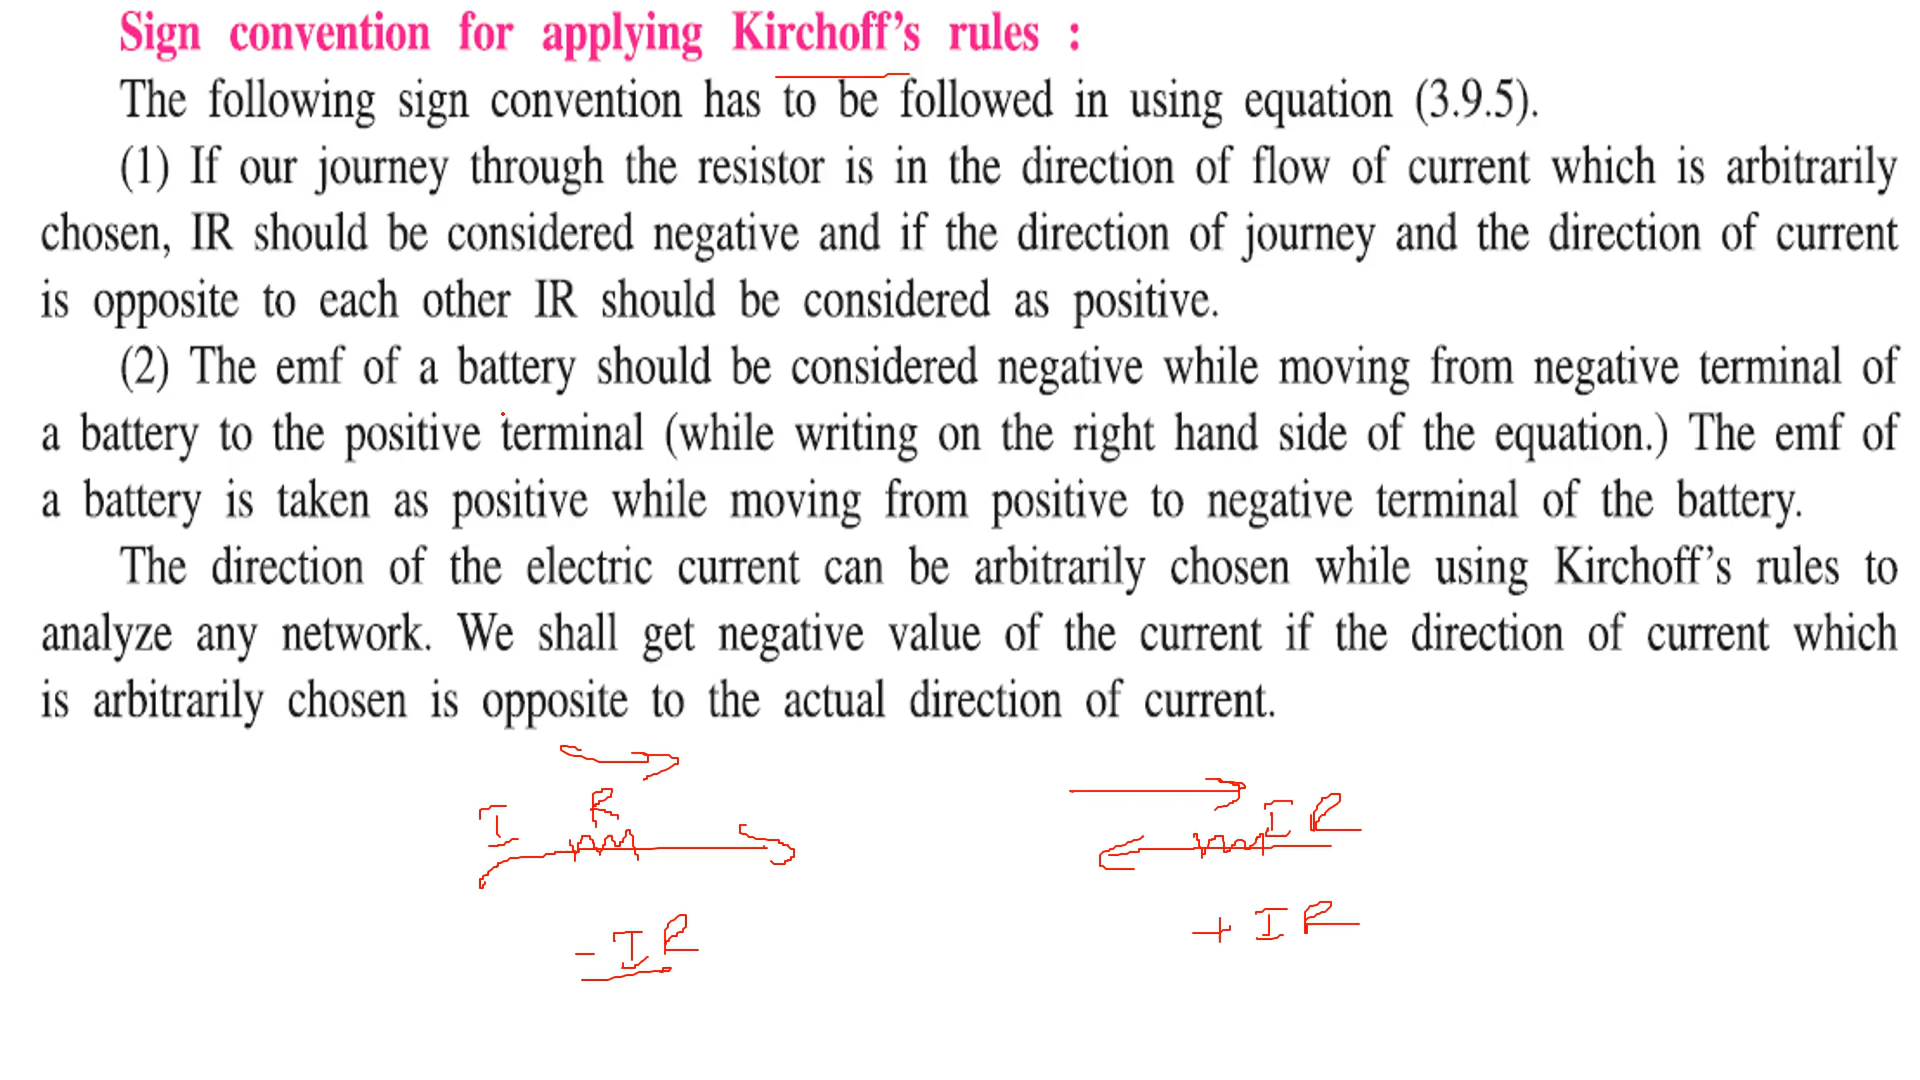 Sign convention for applying Kirchoff's rules :
The following sign convention has to be followed in using equation (3.9.5).
(1) If our journey through the resistor is in the direction of flow of current which is arbitrarily
chosen, IR should be considered negative and if the direction of journey and the direction of current
is opposite to each other IR should be considered as positive.
(2) The emf of a battery should be considered negative while moving from negative terminal of
a battery to the positive terminal (while writing on the right hand side of the equation.) The emf of
a battery is taken as positive while moving from positive to negative terminal of the battery.
The direction of the electric current can be arbitrarily chosen while using Kirchoff's rules to
analyze any network. We shall get negative value of the current if the direction of current which
is arbitrarily chosen is opposite to the actual direction of current.
I R
I R
- I R
+ I R